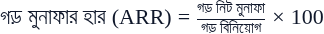 গড় মুনাফার হার (ARR) = গড় নিট মুনাফা / গড় বিনিয়োগ × 100